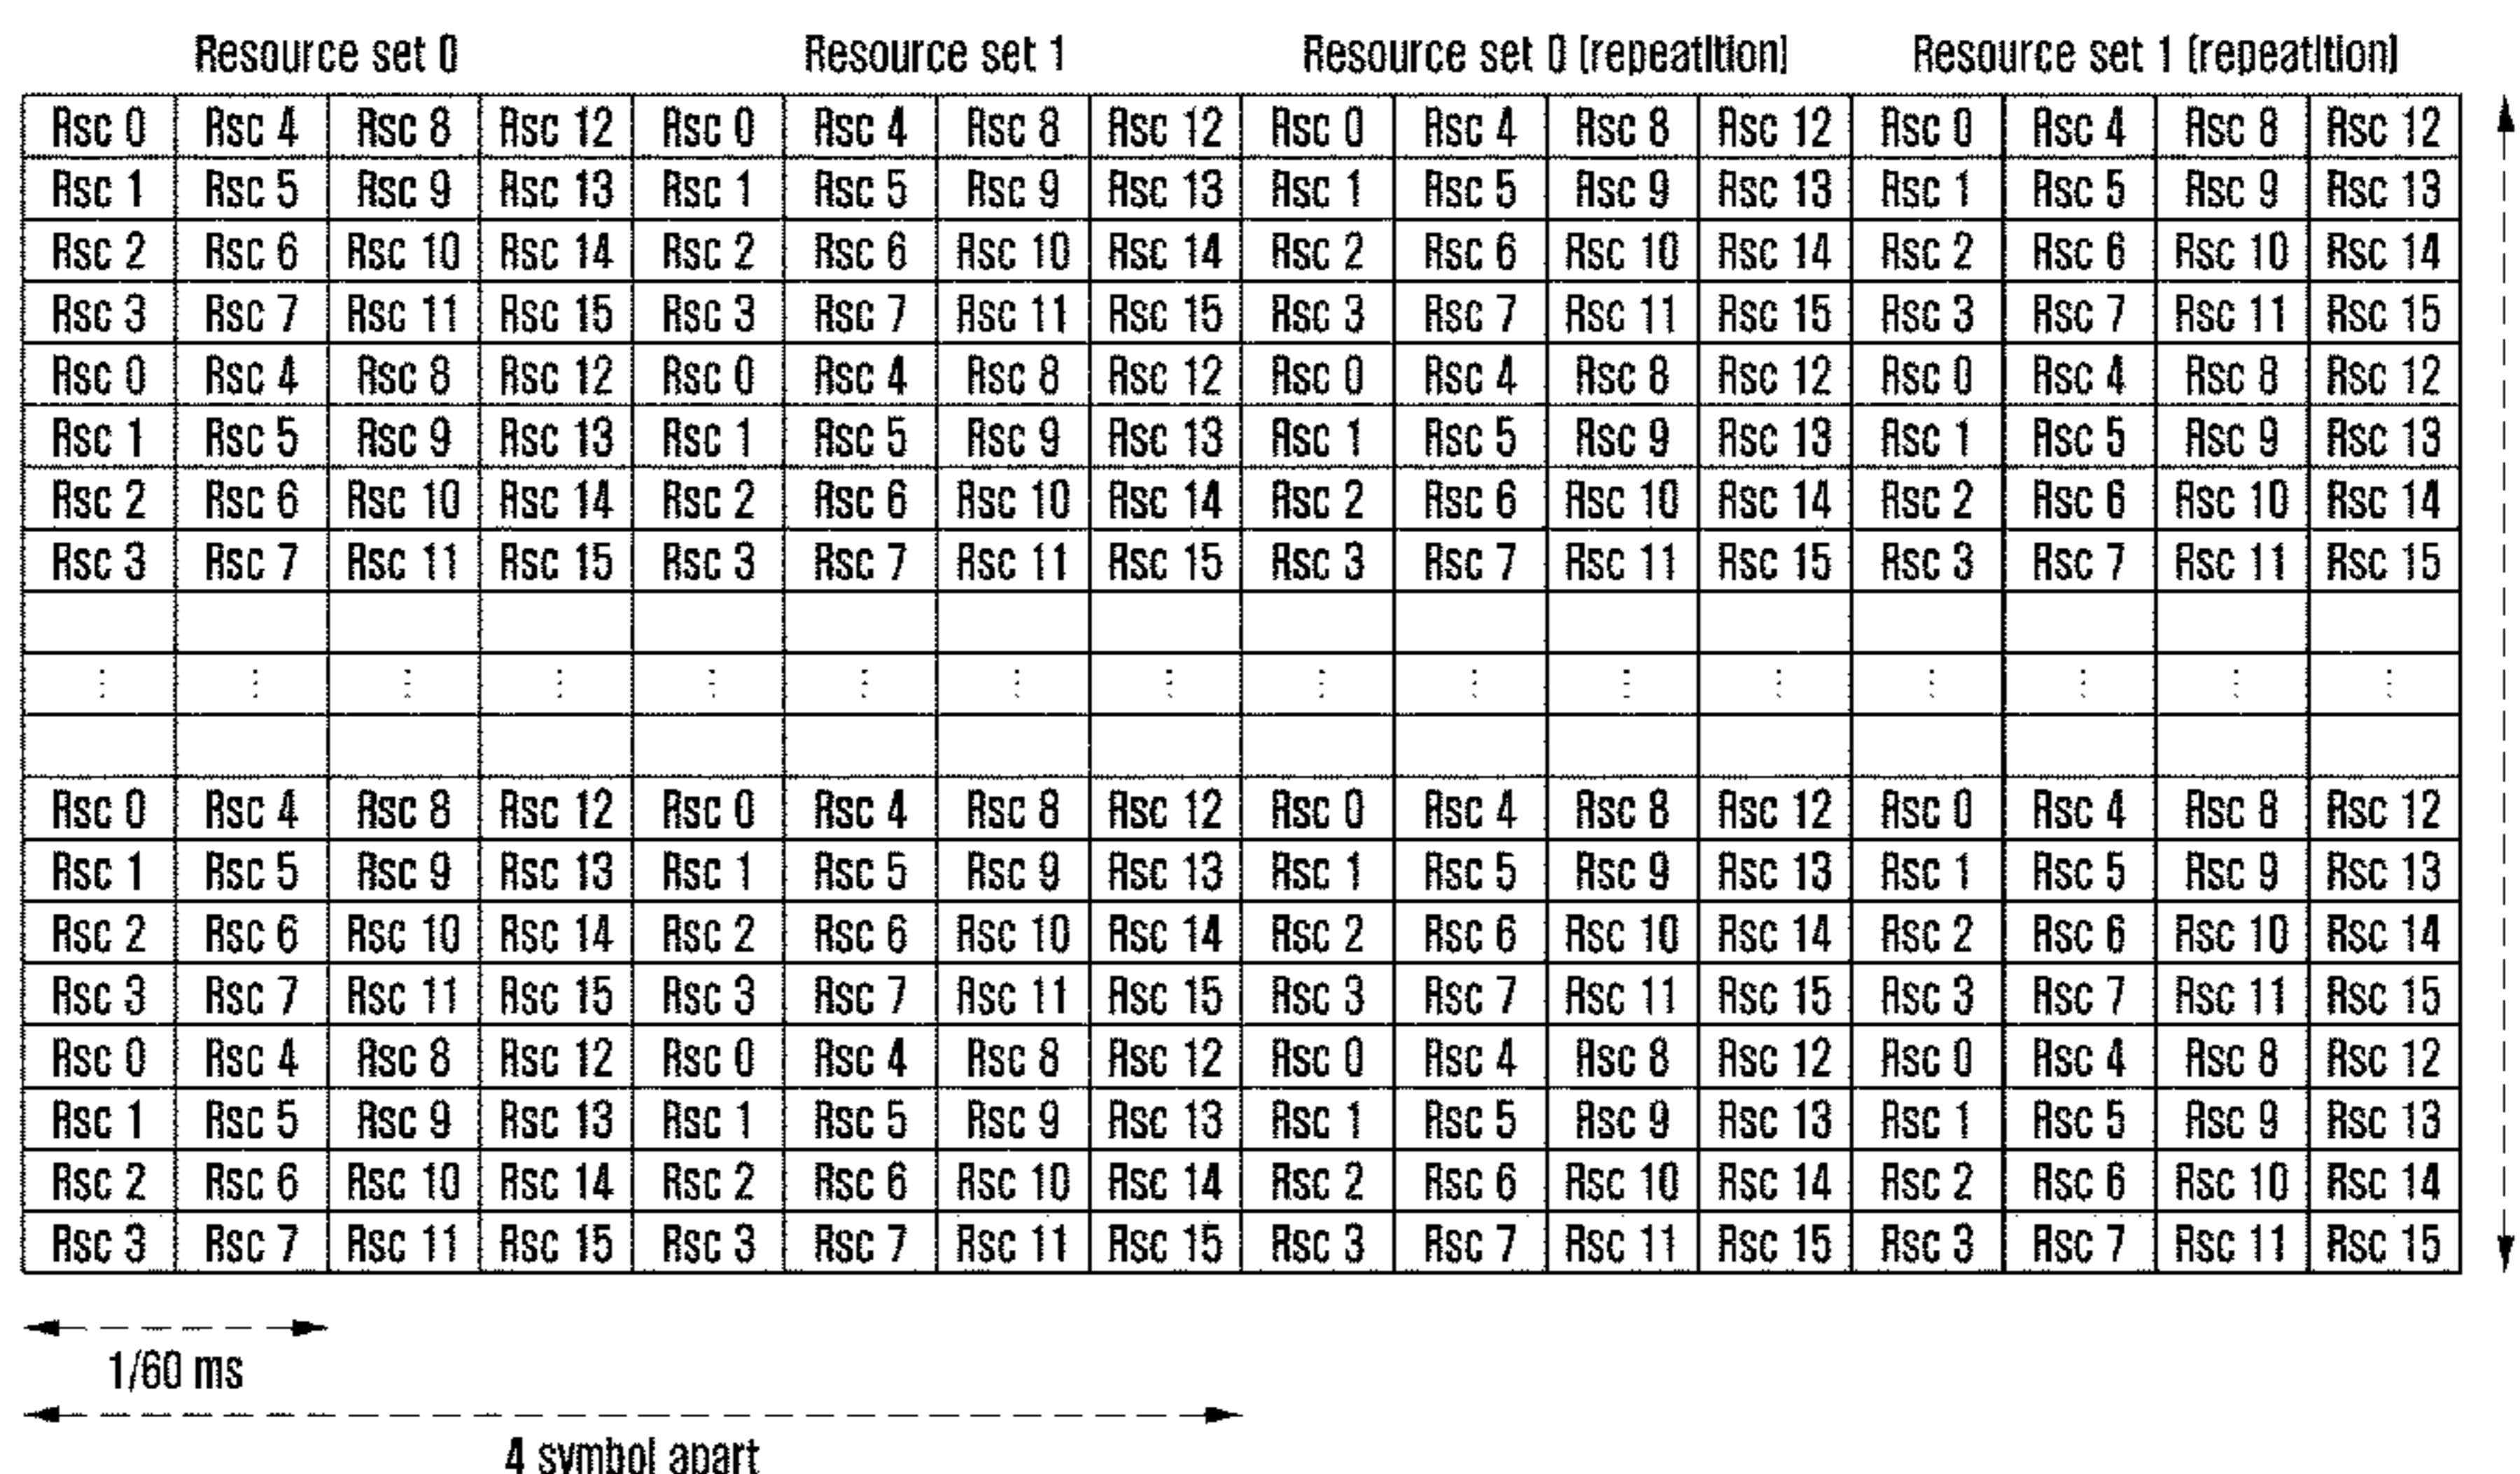 Resource set 0 Resource set 1 Resource set 0 [repeatition] Resource set 1 [repeatition]
Rsc 0 Rsc 4 Rsc 8 Rsc 12 Rsc 0 Rsc 4 Rsc 8 Rsc 12 Rsc 0 Rsc 4 Rsc 8 Rsc 12 Rsc 0 Rsc 4 Rsc 8 Rsc 12
Rsc 1 Rsc 5 Rsc 9 Rsc 13 Rsc 1 Rsc 5 Rsc 9 Rsc 13 Rsc 1 Rsc 5 Rsc 9 Rsc 13 Rsc 1 Rsc 5 Rsc 9 Rsc 13
Rsc 2 Rsc 6 Rsc 10 Rsc 14 Rsc 2 Rsc 6 Rsc 10 Rsc 14 Rsc 2 Rsc 6 Rsc 10 Rsc 14 Rsc 2 Rsc 6 Rsc 10 Rsc 14
Rsc 3 Rsc 7 Rsc 11 Rsc 15 Rsc 3 Rsc 7 Rsc 11 Rsc 15 Rsc 3 Rsc 7 Rsc 11 Rsc 15 Rsc 3 Rsc 7 Rsc 11 Rsc 15
Rsc 0 Rsc 4 Rsc 8 Rsc 12 Rsc 0 Rsc 4 Rsc 8 Rsc 12 Rsc 0 Rsc 4 Rsc 8 Rsc 12 Rsc 0 Rsc 4 Rsc 8 Rsc 12
Rsc 1 Rsc 5 Rsc 9 Rsc 13 Rsc 1 Rsc 5 Rsc 9 Rsc 13 Rsc 1 Rsc 5 Rsc 9 Rsc 13 Rsc 1 Rsc 5 Rsc 9 Rsc 13
Rsc 2 Rsc 6 Rsc 10 Rsc 14 Rsc 2 Rsc 6 Rsc 10 Rsc 14 Rsc 2 Rsc 6 Rsc 10 Rsc 14 Rsc 2 Rsc 6 Rsc 10 Rsc 14
Rsc 3 Rsc 7 Rsc 11 Rsc 15 Rsc 3 Rsc 7 Rsc 11 Rsc 15 Rsc 3 Rsc 7 Rsc 11 Rsc 15 Rsc 3 Rsc 7 Rsc 11 Rsc 15
⋮ ⋮ ⋮ ⋮ ⋮ ⋮ ⋮ ⋮ ⋮ ⋮ ⋮ ⋮ ⋮ ⋮ ⋮ ⋮
Rsc 0 Rsc 4 Rsc 8 Rsc 12 Rsc 0 Rsc 4 Rsc 8 Rsc 12 Rsc 0 Rsc 4 Rsc 8 Rsc 12 Rsc 0 Rsc 4 Rsc 8 Rsc 12
Rsc 1 Rsc 5 Rsc 9 Rsc 13 Rsc 1 Rsc 5 Rsc 9 Rsc 13 Rsc 1 Rsc 5 Rsc 9 Rsc 13 Rsc 1 Rsc 5 Rsc 9 Rsc 13
Rsc 2 Rsc 6 Rsc 10 Rsc 14 Rsc 2 Rsc 6 Rsc 10 Rsc 14 Rsc 2 Rsc 6 Rsc 10 Rsc 14 Rsc 2 Rsc 6 Rsc 10 Rsc 14
Rsc 3 Rsc 7 Rsc 11 Rsc 15 Rsc 3 Rsc 7 Rsc 11 Rsc 15 Rsc 3 Rsc 7 Rsc 11 Rsc 15 Rsc 3 Rsc 7 Rsc 11 Rsc 15
Rsc 0 Rsc 4 Rsc 8 Rsc 12 Rsc 0 Rsc 4 Rsc 8 Rsc 12 Rsc 0 Rsc 4 Rsc 8 Rsc 12 Rsc 0 Rsc 4 Rsc 8 Rsc 12
Rsc 1 Rsc 5 Rsc 9 Rsc 13 Rsc 1 Rsc 5 Rsc 9 Rsc 13 Rsc 1 Rsc 5 Rsc 9 Rsc 13 Rsc 1 Rsc 5 Rsc 9 Rsc 13
Rsc 2 Rsc 6 Rsc 10 Rsc 14 Rsc 2 Rsc 6 Rsc 10 Rsc 14 Rsc 2 Rsc 6 Rsc 10 Rsc 14 Rsc 2 Rsc 6 Rsc 10 Rsc 14
Rsc 3 Rsc 7 Rsc 11 Rsc 15 Rsc 3 Rsc 7 Rsc 11 Rsc 15 Rsc 3 Rsc 7 Rsc 11 Rsc 15 Rsc 3 Rsc 7 Rsc 11 Rsc 15
1/60 ms
4 symbol apart